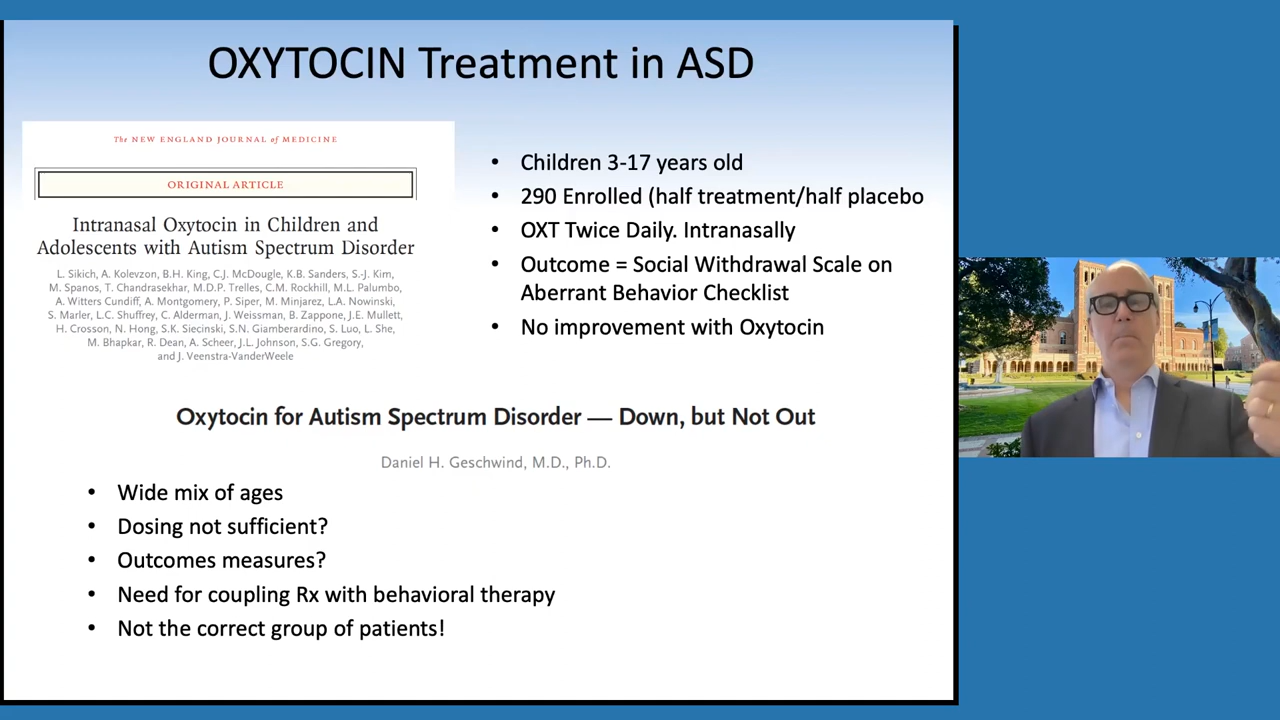 OXYTOCIN Treatment in ASD
The NEW ENGLAND JOURNAL of MEDICINE
ORIGINAL ARTICLE
Intranasal Oxytocin in Children and
Adolescents with Autism Spectrum Disorder
L. Sikich, A. Kolevzon, B.H. King, C.J. McDougle, K.B. Sanders, S.-J. Kim,
M. Spanos, T. Chandrasekhar, M.D.P. Trelles, C.M. Rockhill, M.L. Palumbo,
A. Witters Cundiff, A. Montgomery, P. Siper, M. Minjarez, L.A. Nowinski,
S. Marler, L.C. Shuffrey, C. Alderman, J. Weissman, B. Zappone, J.E. Mullett,
H. Crosson, N. Hong, S.K. Siecinski, S.N. Giamberardino, S. Luo, L. She,
M. Bhapkar, R. Dean, A. Scheer, J.L. Johnson, S.G. Gregory,
and J. Veenstra-VanderWeele
• Children 3-17 years old
• 290 Enrolled (half treatment/half placebo
• OXT Twice Daily. Intranasally
• Outcome = Social Withdrawal Scale on
Aberrant Behavior Checklist
• No improvement with Oxytocin
Oxytocin for Autism Spectrum Disorder — Down, but Not Out
Daniel H. Geschwind, M.D., Ph.D.
• Wide mix of ages
• Dosing not sufficient?
• Outcomes measures?
• Need for coupling Rx with behavioral therapy
• Not the correct group of patients!